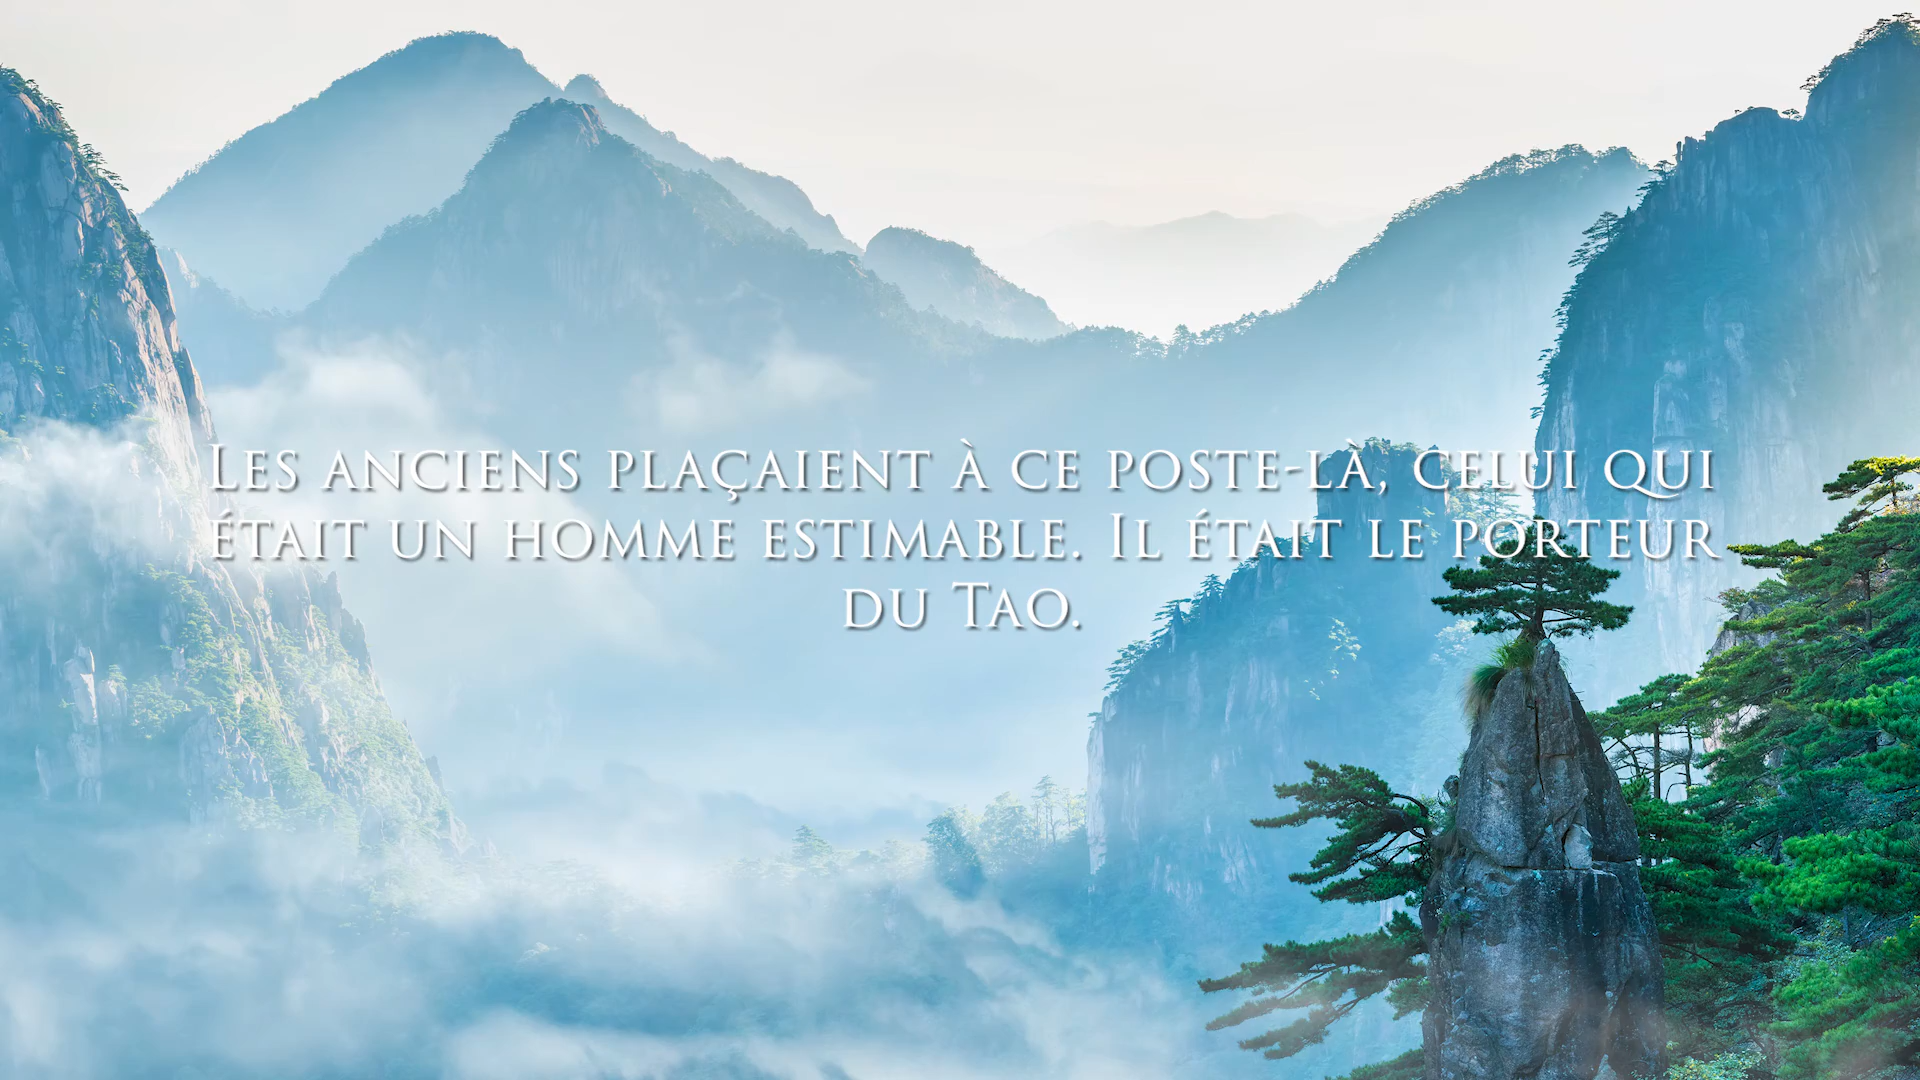 Les anciens plaçaient à ce poste-là, celui qui
était un homme estimable. Il était le porteur
du Tao.